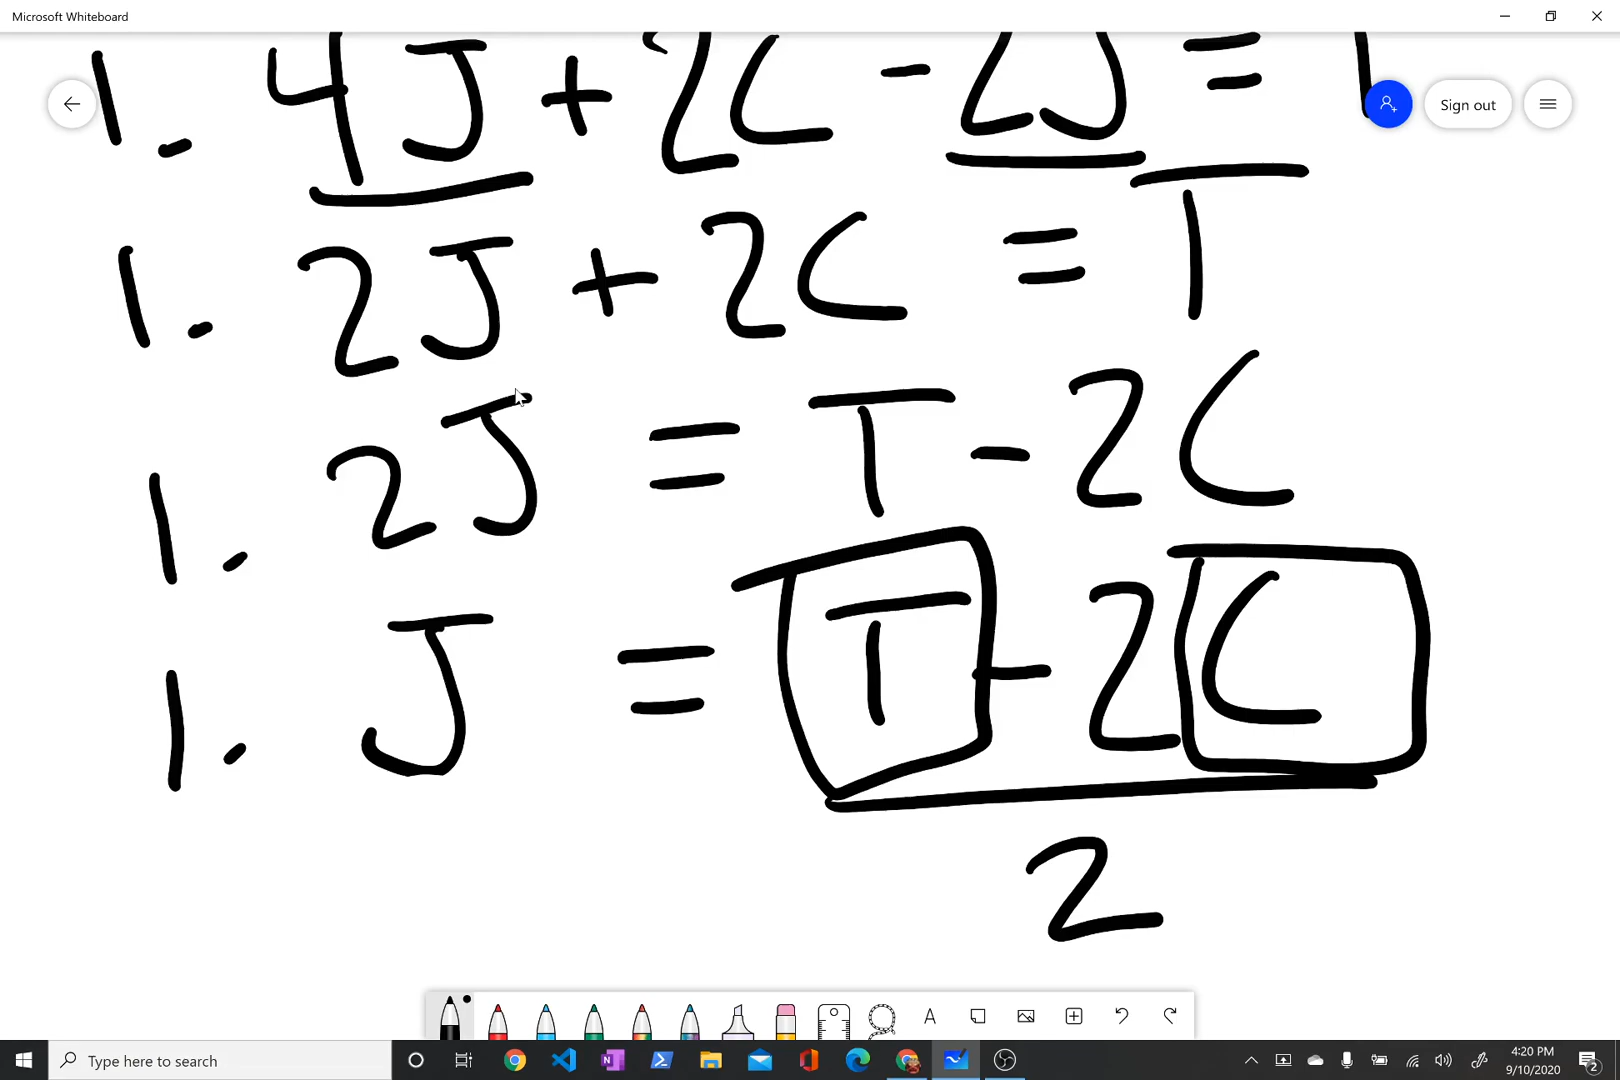 Microsoft Whiteboard
1. 4J + 2C - 2J = T
Sign out
1. 2J + 2C = T
1. 2J = T - 2C
1. J = T - 2C
2
A
Type here to search
4:20 PM
9/10/2020
2